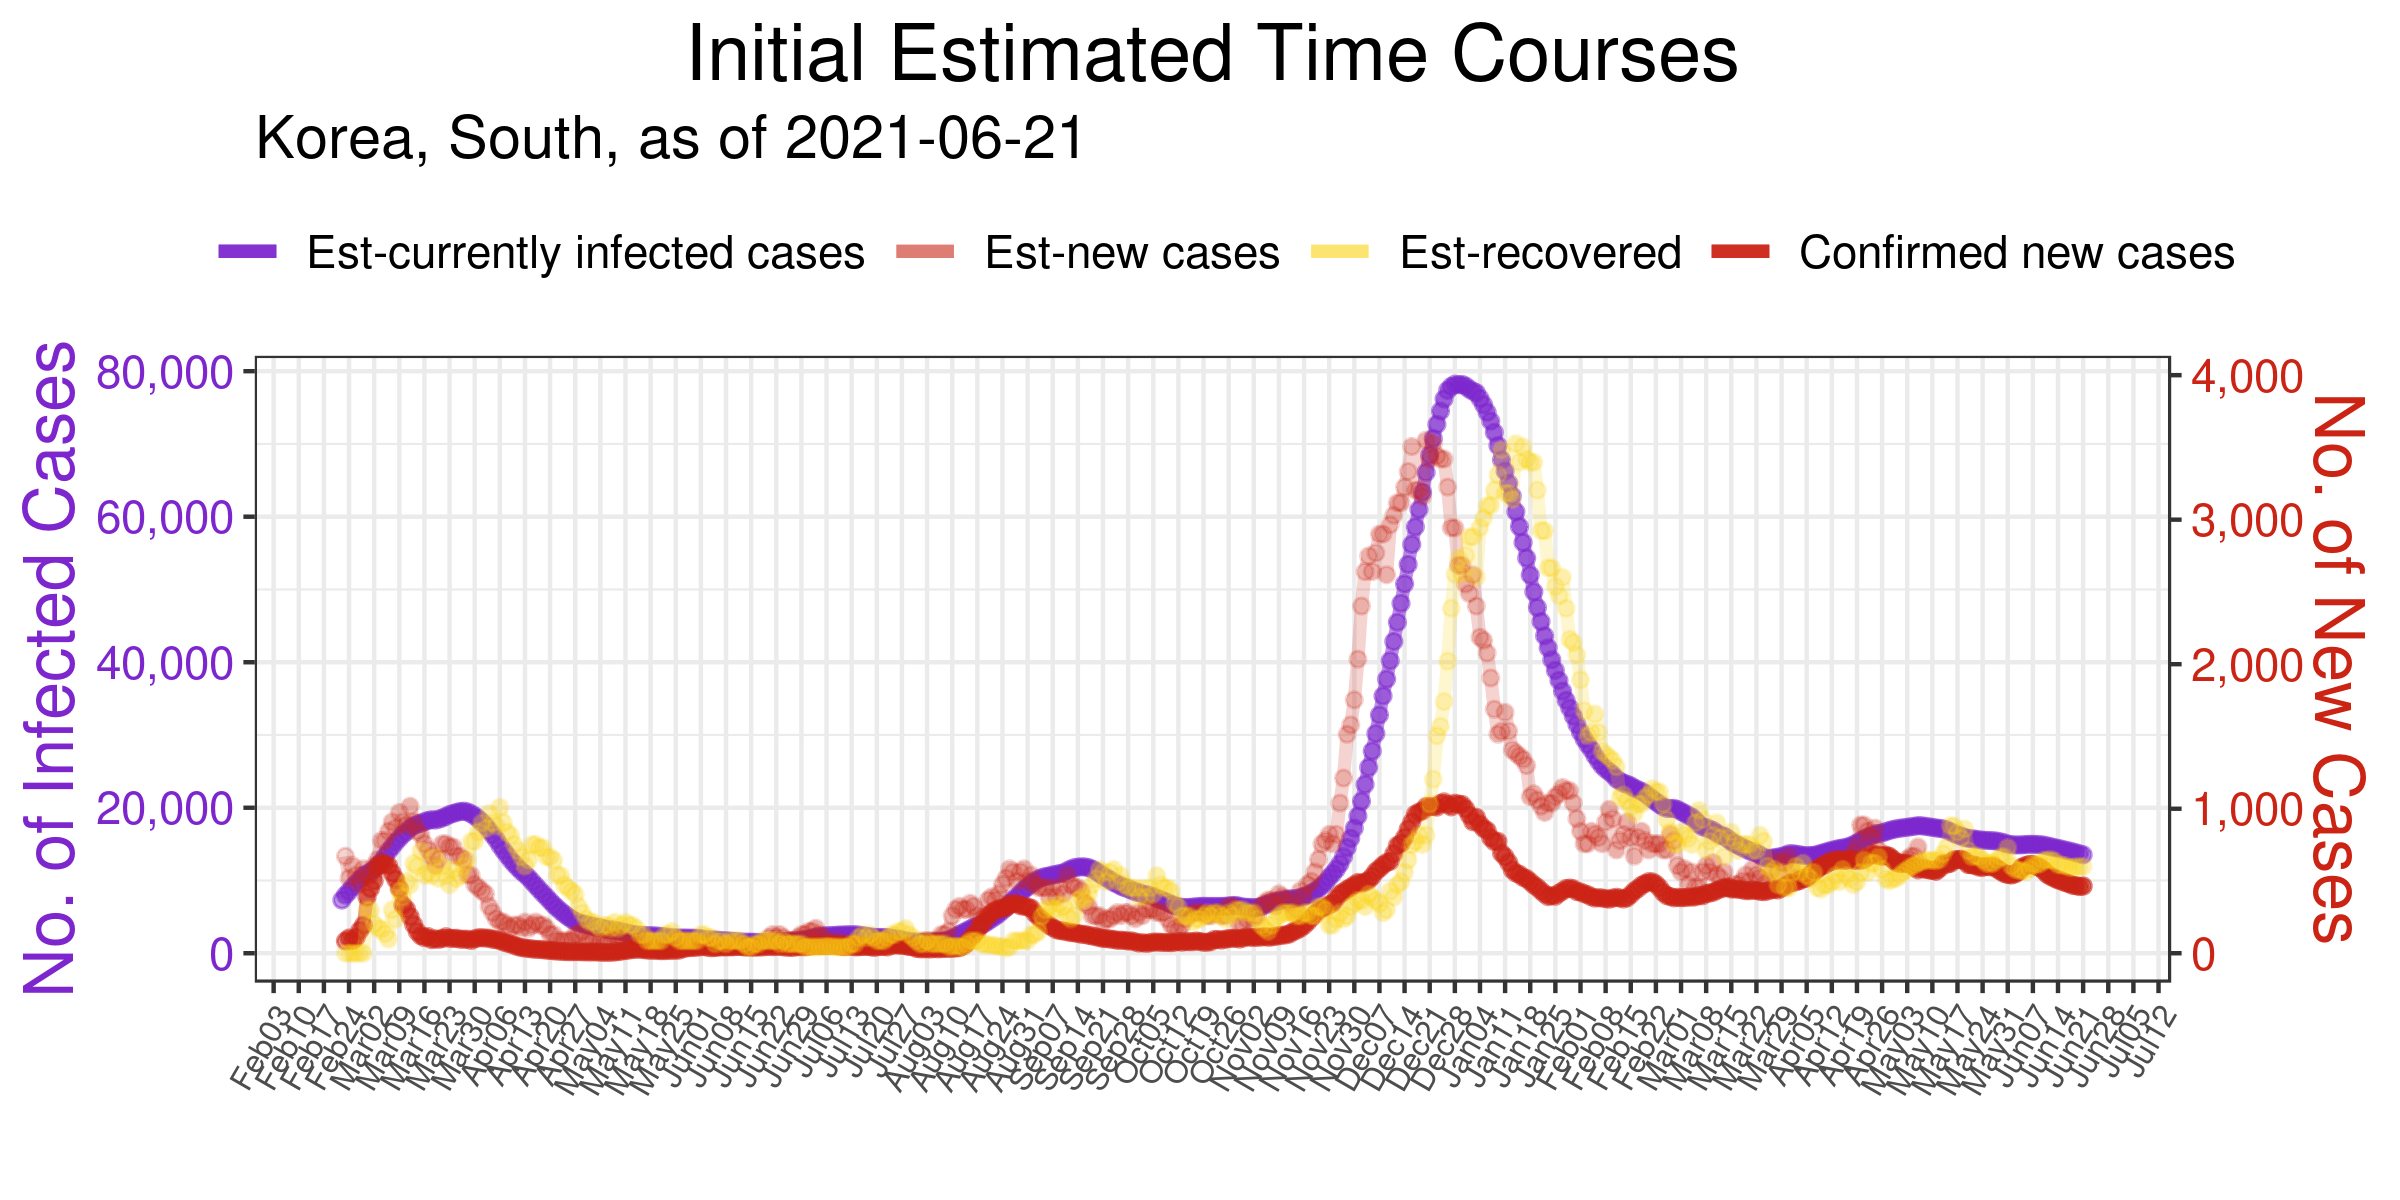 Initial Estimated Time Courses
Korea, South, as of 2021-06-21
Est-currently infected cases
Est-new cases
Est-recovered
Confirmed new cases
No. of Infected Cases
80,000
60,000
40,000
20,000
0
4,000
3,000
2,000
1,000
0
No. of New Cases
Feb03
Feb10
Feb17
Feb24
Mar02
Mar09
Mar16
Mar23
Mar30
Apr06
Apr13
Apr20
Apr27
May04
May11
May18
May25
Jun01
Jun08
Jun15
Jun22
Jun29
Jul06
Jul13
Jul20
Jul27
Aug03
Aug10
Aug17
Aug24
Aug31
Sep07
Sep14
Sep21
Sep28
Oct05
Oct12
Oct19
Oct26
Nov02
Nov09
Nov16
Nov23
Nov30
Dec07
Dec14
Dec21
Dec28
Jan04
Jan11
Jan18
Jan25
Feb01
Feb08
Feb15
Feb22
Mar01
Mar08
Mar15
Mar22
Mar29
Apr05
Apr12
Apr19
Apr26
May03
May10
May17
May24
May31
Jun07
Jun14
Jun21
Jun28
Jul05
Jul12